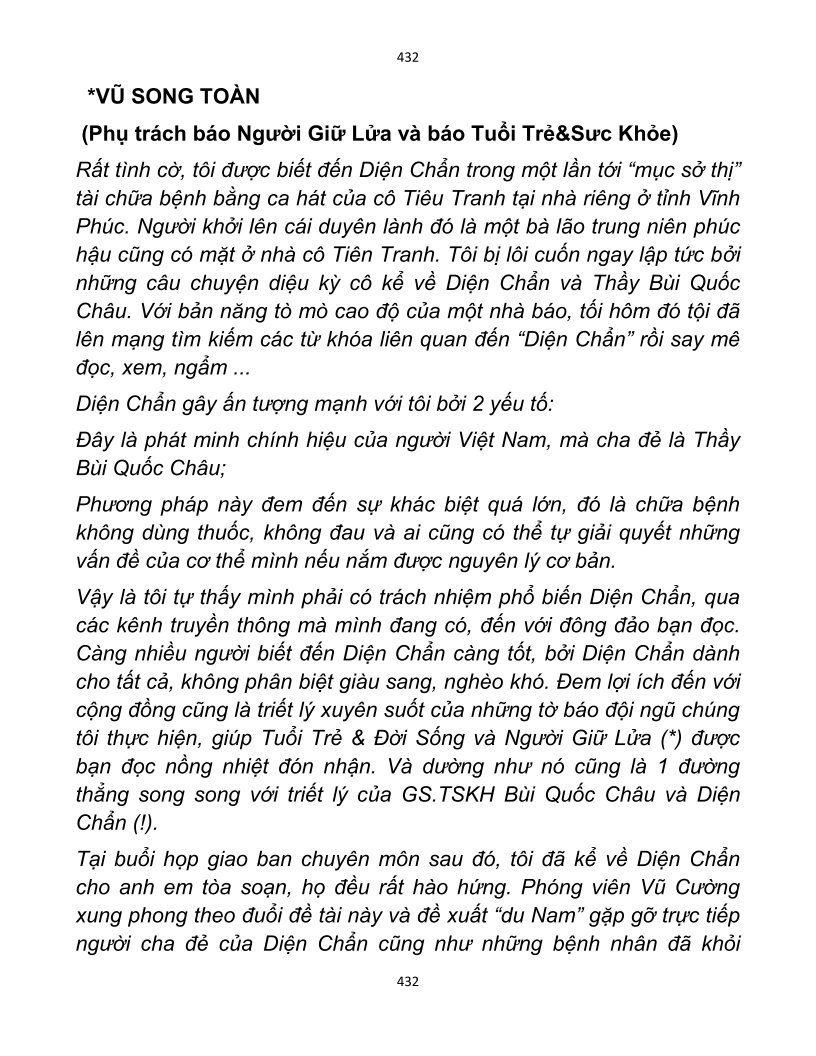 432
*VŨ SONG TOÀN
(Phụ trách báo Người Giữ Lửa và báo Tuổi Trẻ&Sưc Khỏe)
Rất tình cờ, tôi được biết đến Diện Chẩn trong một lần tới “mục sở thị”
tài chữa bệnh bằng ca hát của cô Tiêu Tranh tại nhà riêng ở tỉnh Vĩnh
Phúc. Người khởi lên cái duyên lành đó là một bà lão trung niên phúc
hậu cũng có mặt ở nhà cô Tiên Tranh. Tôi bị lôi cuốn ngay lập tức bởi
những câu chuyện diệu kỳ cô kể về Diện Chẩn và Thầy Bùi Quốc
Châu. Với bản năng tò mò cao độ của một nhà báo, tối hôm đó tội đã
lên mạng tìm kiếm các từ khóa liên quan đến “Diện Chẩn” rồi say mê
đọc, xem, ngẩm ...
Diện Chẩn gây ấn tượng mạnh với tôi bởi 2 yếu tố:
Đây là phát minh chính hiệu của người Việt Nam, mà cha đẻ là Thầy
Bùi Quốc Châu;
Phương pháp này đem đến sự khác biệt quá lớn, đó là chữa bệnh
không dùng thuốc, không đau và ai cũng có thể tự giải quyết những
vấn đề của cơ thể mình nếu nắm được nguyên lý cơ bản.
Vậy là tôi tự thấy mình phải có trách nhiệm phổ biến Diện Chẩn, qua
các kênh truyền thông mà mình đang có, đến với đông đảo bạn đọc.
Càng nhiều người biết đến Diện Chẩn càng tốt, bởi Diện Chẩn dành
cho tất cả, không phân biệt giàu sang, nghèo khó. Đem lợi ích đến với
cộng đồng cũng là triết lý xuyên suốt của những tờ báo đội ngũ chúng
tôi thực hiện, giúp Tuổi Trẻ & Đời Sống và Người Giữ Lửa (*) được
bạn đọc nồng nhiệt đón nhận. Và dường như nó cũng là 1 đường
thẳng song song với triết lý của GS.TSKH Bùi Quốc Châu và Diện
Chẩn (!).
Tại buổi họp giao ban chuyên môn sau đó, tôi đã kể về Diện Chẩn
cho anh em tòa soạn, họ đều rất hào hứng. Phóng viên Vũ Cường
xung phong theo đuổi đề tài này và đề xuất “du Nam” gặp gỡ trực tiếp
người cha đẻ của Diện Chẩn cũng như những bệnh nhân đã khỏi
432